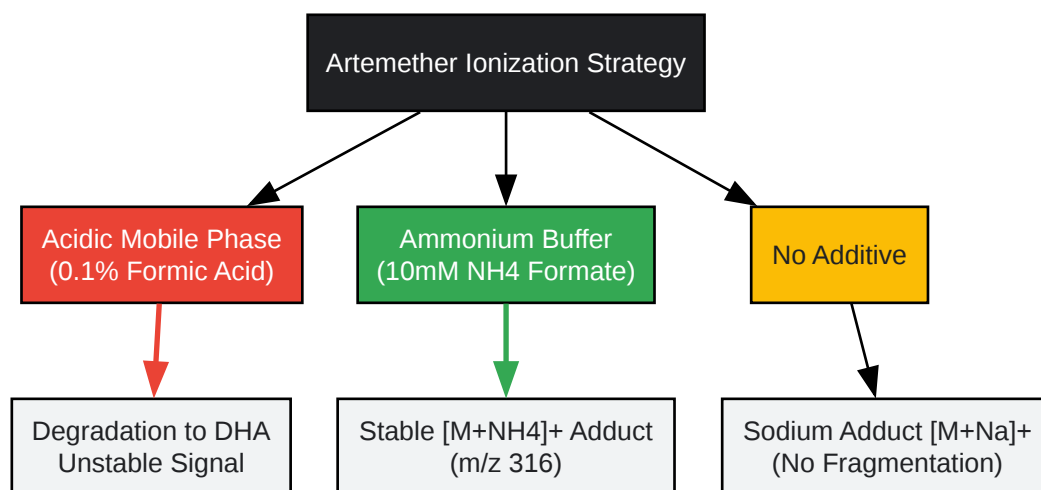 Artemether Ionization Strategy
Acidic Mobile Phase
(0.1% Formic Acid)
Ammonium Buffer
(10mM NH4 Formate)
No Additive
Degradation to DHA
Unstable Signal
Stable [M+NH4]+ Adduct
(m/z 316)
Sodium Adduct [M+Na]+
(No Fragmentation)